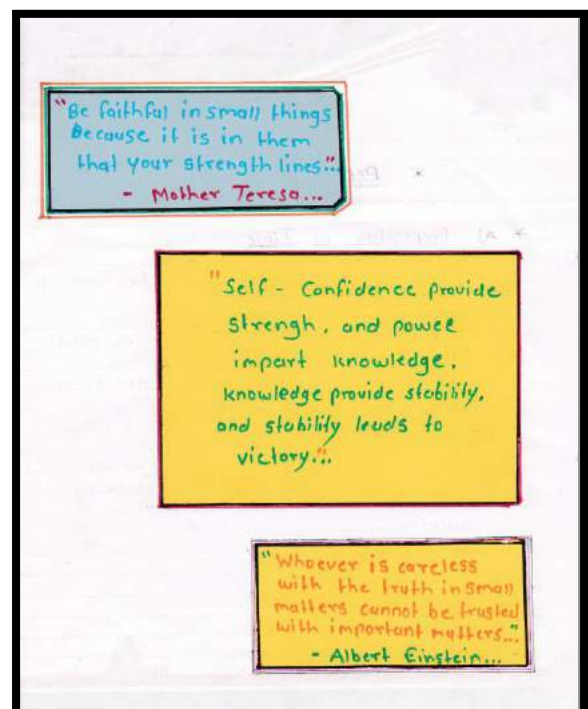 "Be faithful in small things
Because it is in them
that your strength lines"...
- Mother Teresa...
"Self - Confidence provide
strengh, and powee
impart knowledge.
knowledge provide stability,
and stability leads to
victory."...
"Whoever is careless
with the truth in small
matters cannot be trusted
with important matters..."
- Albert Einstein...